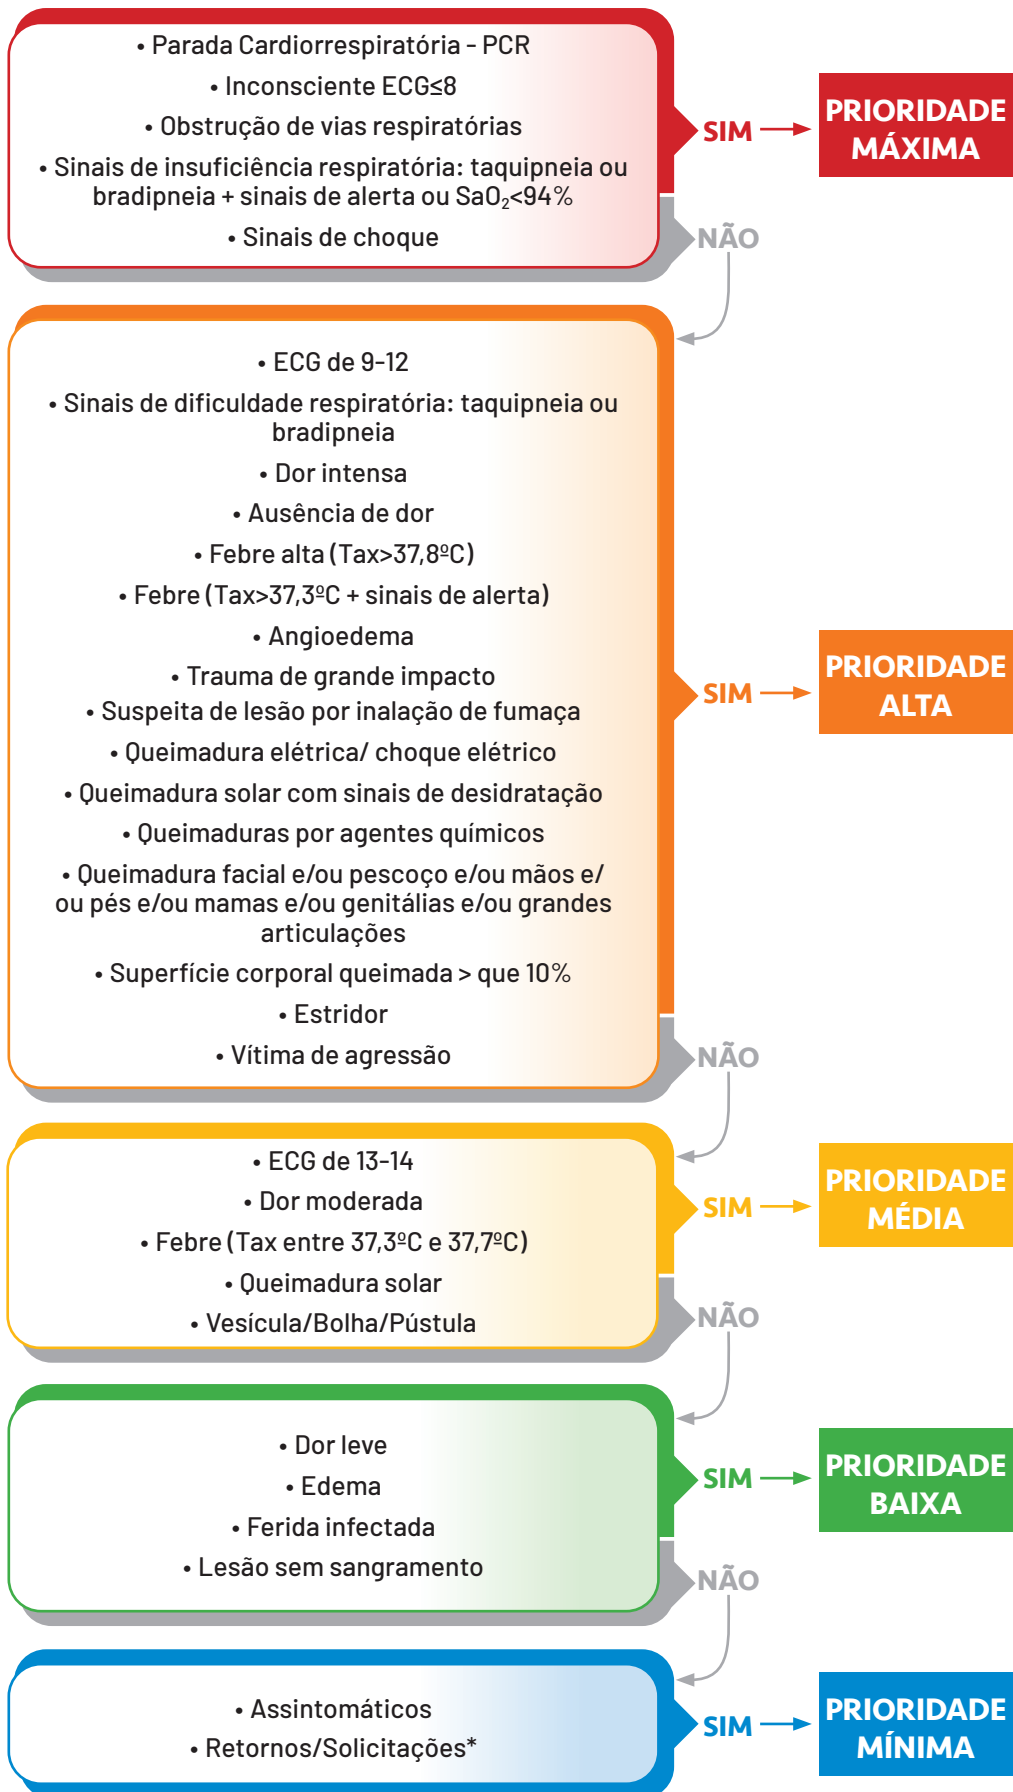 • Parada Cardiorrespiratória - PCR
• Inconsciente ECG≤8
• Obstrução de vias respiratórias
• Sinais de insuficiência respiratória: taquipneia ou
bradipneia + sinais de alerta ou SaO₂<94%
• Sinais de choque
SIM
PRIORIDADE
MÁXIMA
NÃO
• ECG de 9-12
• Sinais de dificuldade respiratória: taquipneia ou
bradipneia
• Dor intensa
• Ausência de dor
• Febre alta (Tax>37,8ºC)
• Febre (Tax>37,3ºC + sinais de alerta)
• Angioedema
• Trauma de grande impacto
• Suspeita de lesão por inalação de fumaça
• Queimadura elétrica/ choque elétrico
• Queimadura solar com sinais de desidratação
• Queimaduras por agentes químicos
• Queimadura facial e/ou pescoço e/ou mãos e/
ou pés e/ou mamas e/ou genitálias e/ou grandes
articulações
• Superfície corporal queimada > que 10%
• Estridor
• Vítima de agressão
SIM
PRIORIDADE
ALTA
NÃO
• ECG de 13-14
• Dor moderada
• Febre (Tax entre 37,3ºC e 37,7ºC)
• Queimadura solar
• Vesícula/Bolha/Pústula
SIM
PRIORIDADE
MÉDIA
NÃO
• Dor leve
• Edema
• Ferida infectada
• Lesão sem sangramento
SIM
PRIORIDADE
BAIXA
NÃO
• Assintomáticos
• Retornos/Solicitações*
SIM
PRIORIDADE
MÍNIMA